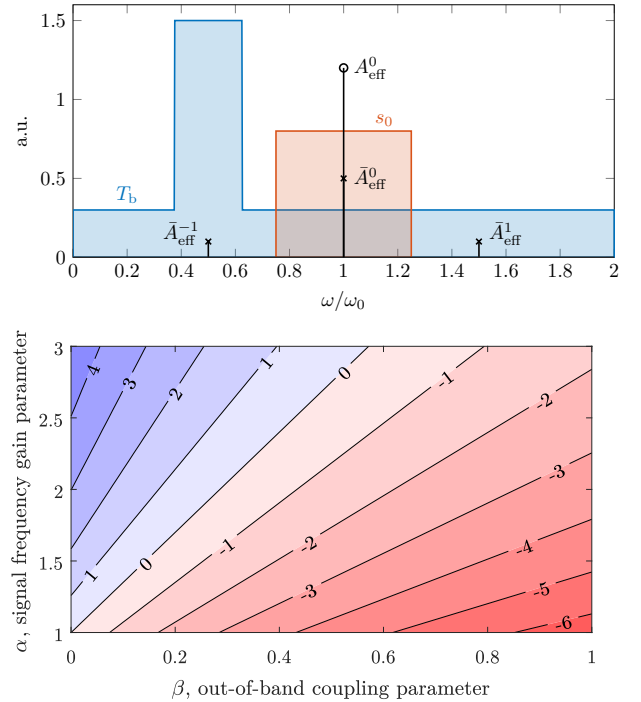 1.5
1
0.5
0
a.u.
T_b
s_0
A^0_eff
Ā^0_eff
Ā^{-1}_eff
Ā^1_eff
0 0.2 0.4 0.6 0.8 1.0 1.2 1.4 1.6 1.8 2
ω/ω_0
3
2.5
2
1.5
1
α, signal frequency gain parameter
4 3 2 1 0 -1
-2
-3
1 0 -1 -2 -3 -4
-5
-6
0 0.2 0.4 0.6 0.8 1
β, out-of-band coupling parameter